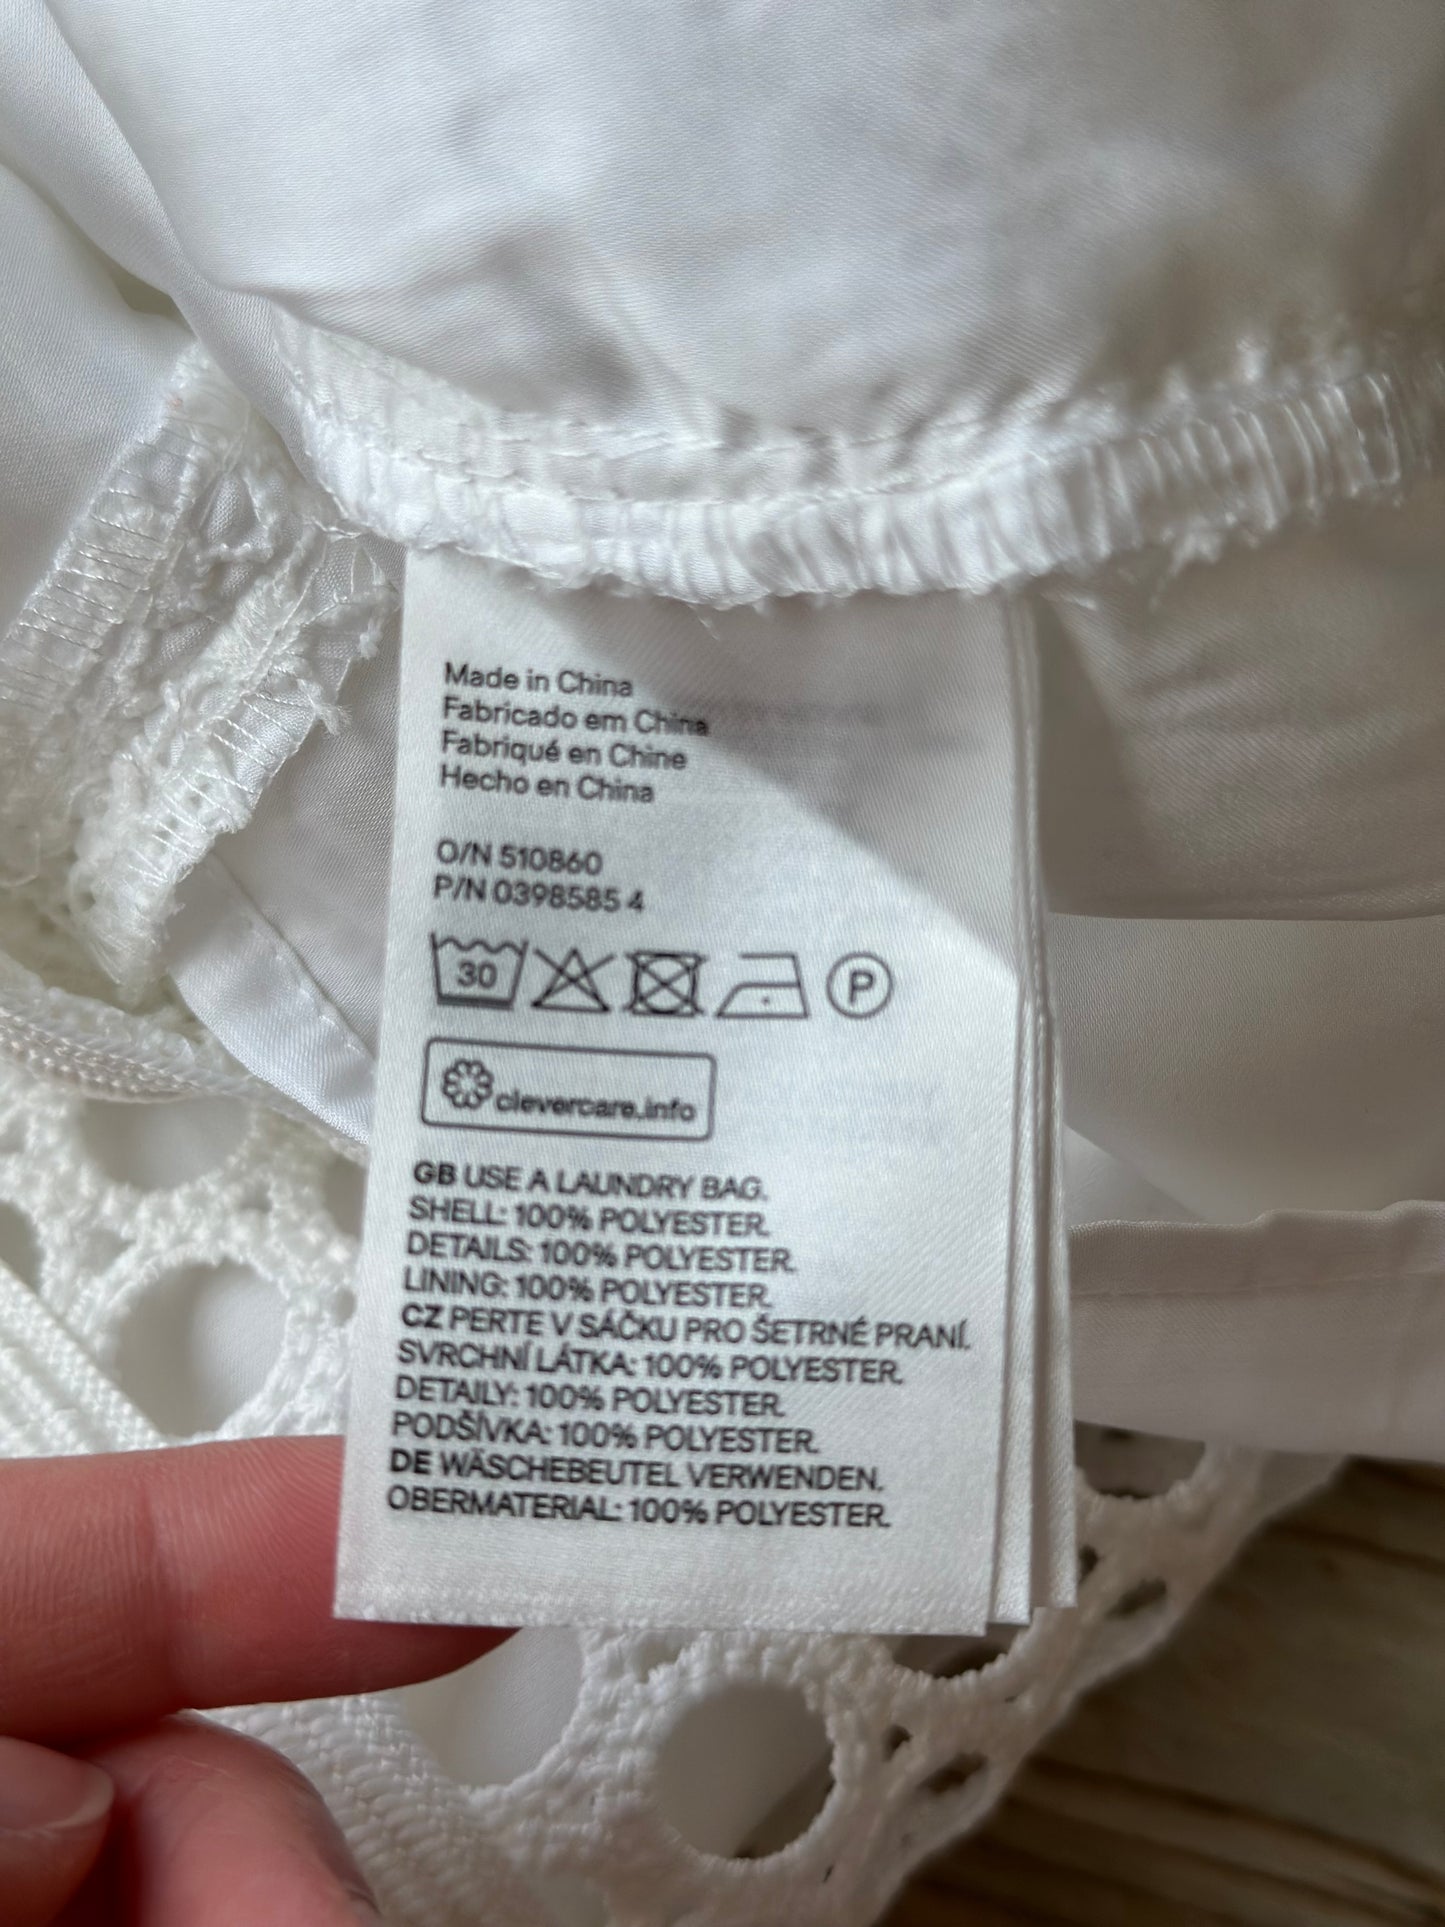 Made in China
Fabricado em China
Fabriqué en Chine
Hecho en China
O/N 510860
P/N 0398585 4
30 P
clevercare.info
GB USE A LAUNDRY BAG.
SHELL: 100% POLYESTER.
DETAILS: 100% POLYESTER.
LINING: 100% POLYESTER.
CZ PERTE V SÁČKU PRO ŠETRNÉ PRANÍ.
SVRCHNÍ LÁTKA: 100% POLYESTER.
DETAILY: 100% POLYESTER.
PODŠÍVKA: 100% POLYESTER.
DE WÄSCHEBEUTEL VERWENDEN.
OBERMATERIAL: 100% POLYESTER.